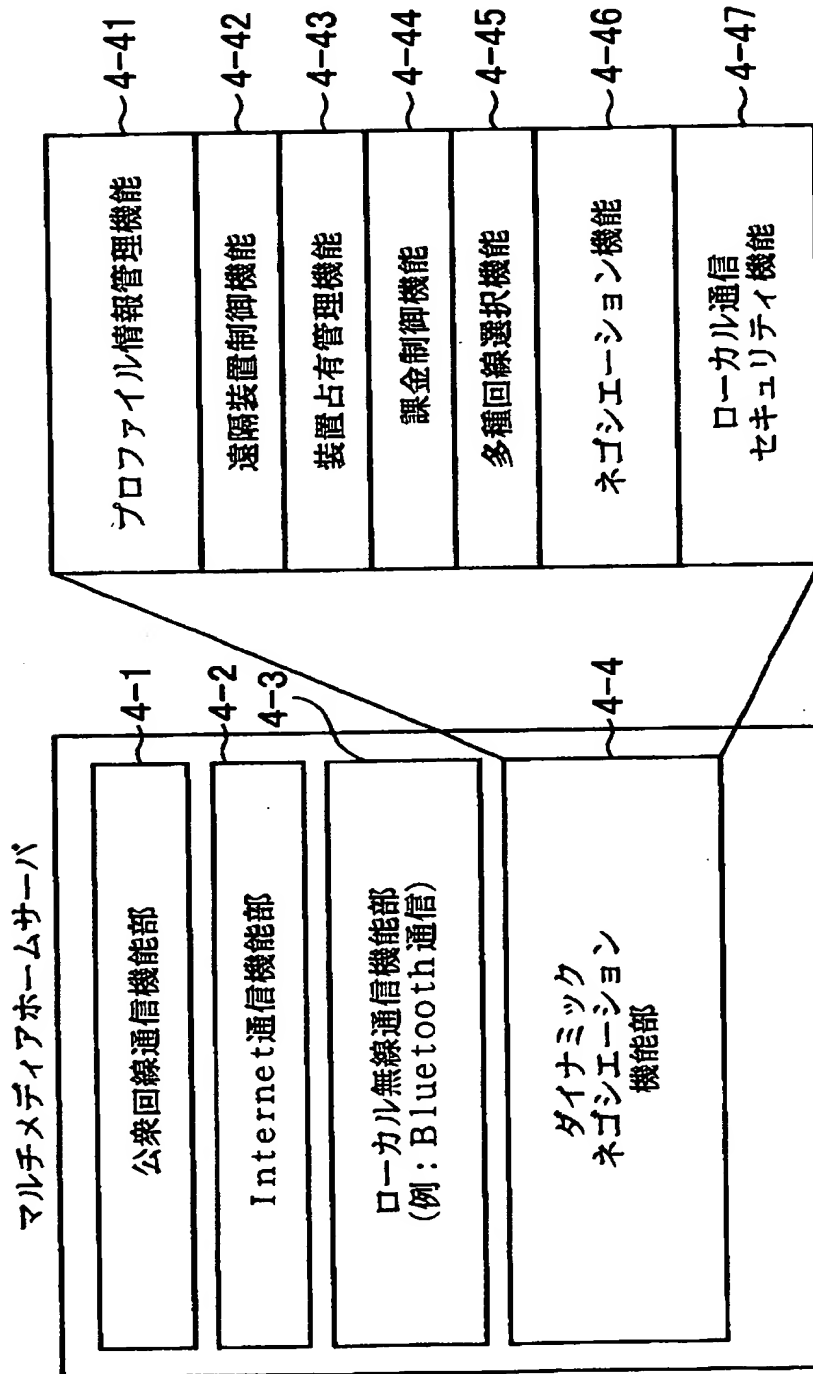 マルチメディアホームサーバ
公衆回線通信機能部
4-1
Internet通信機能部
4-2
ローカル無線通信機能部
(例：Bluetooth通信)
4-3
ダイナミック
ネゴシエーション
機能部
4-4
プロファイル情報管理機能
4-41
遠隔装置制御機能
4-42
装置占有管理機能
4-43
課金制御機能
4-44
多種回線選択機能
4-45
ネゴシエーション機能
4-46
ローカル通信
セキュリティ機能
4-47